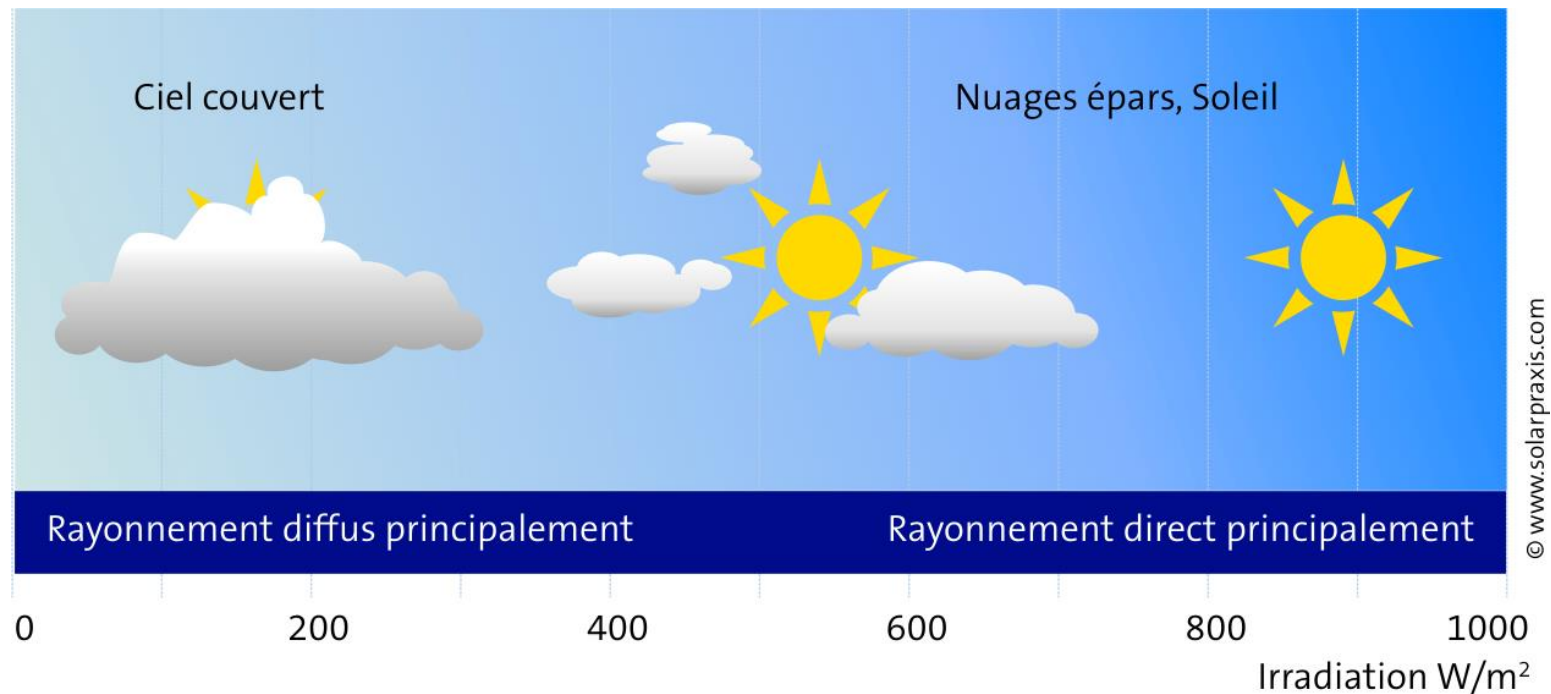 Ciel couvert
Nuages épars, Soleil
Rayonnement diffus principalement
Rayonnement direct principalement
0 200 400 600 800 1000
Irradiation W/m²
© www.solarpraxis.com